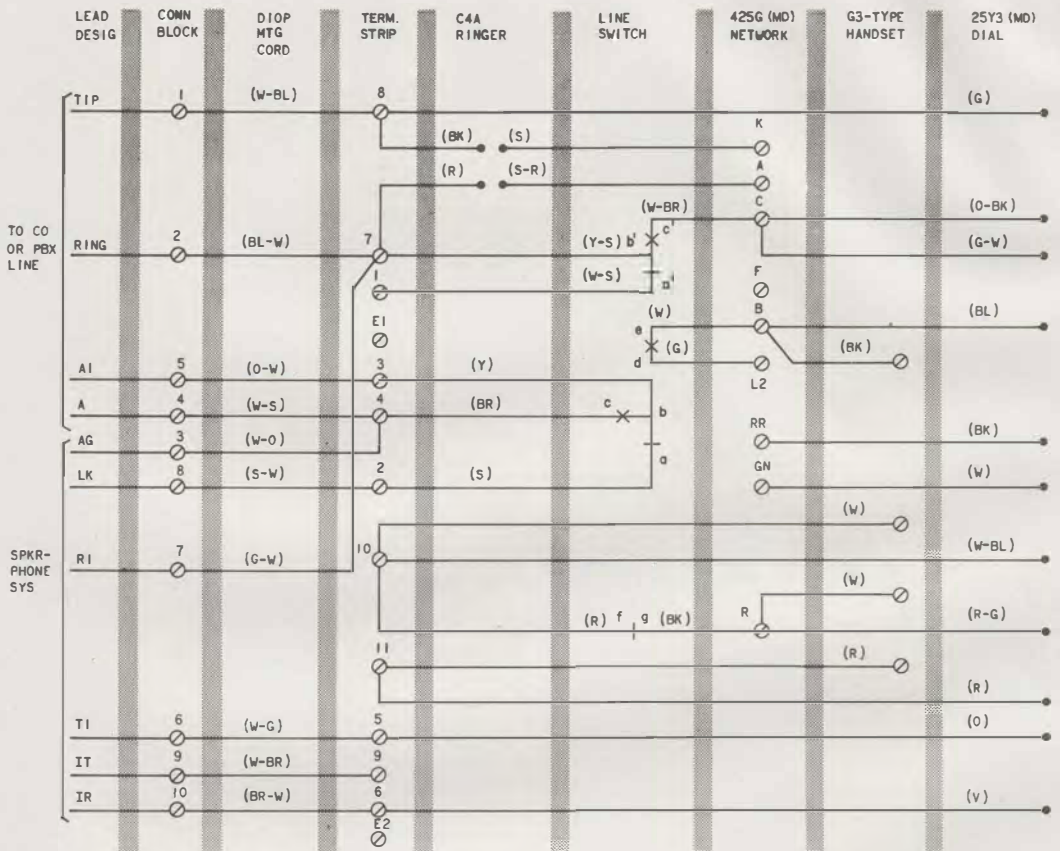 LEAD DESIG
CONN BLOCK
DIOP MTG CORD
TERM. STRIP
C4A RINGER
LINE SWITCH
425G (MD) NETWORK
G3-TYPE HANDSET
25Y3 (MD) DIAL
TIP 1 (W-BL) 8 (G)
K
(BK) (S)
A
(R) (S-R)
C
(W-BR) (O-BK)
TO CO OR PBX LINE
RING 2 (BL-W) 7 (Y-S) b' c' (G-W)
(W-S) a'
1
F
E1
(W) B (BL)
e
(G) (BK)
d
L2
A1 5 (O-W) 3 (Y)
A 4 (W-S) 4 (BR) c b
AG 3 (W-O) RR (BK)
a
LK 8 (S-W) 2 (S) GN (W)
(W)
SPKR-PHONE SYS
10 (W-BL)
R1 7 (G-W)
(W)
(R) f g (BK) R (R-G)
11 (R)
(R)
T1 6 (W-G) 5 (O)
IT 9 (W-BR) 9
IR 10 (BR-W) 6 (V)
E2